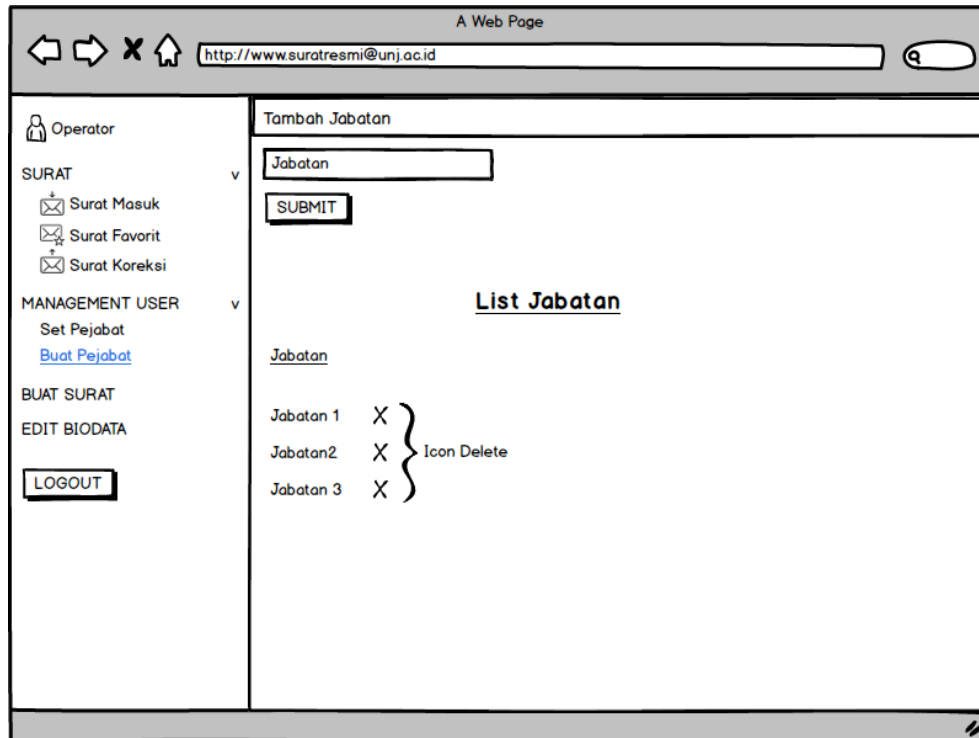 A Web Page
http://www.suratresmi@unj.ac.id
Operator
SURAT v
Surat Masuk
Surat Favorit
Surat Koreksi
MANAGEMENT USER v
Set Pejabat
Buat Pejabat
BUAT SURAT
EDIT BIODATA
LOGOUT
Tambah Jabatan
Jabatan
SUBMIT
List Jabatan
Jabatan
Jabatan 1 X
Jabatan2 X Icon Delete
Jabatan 3 X